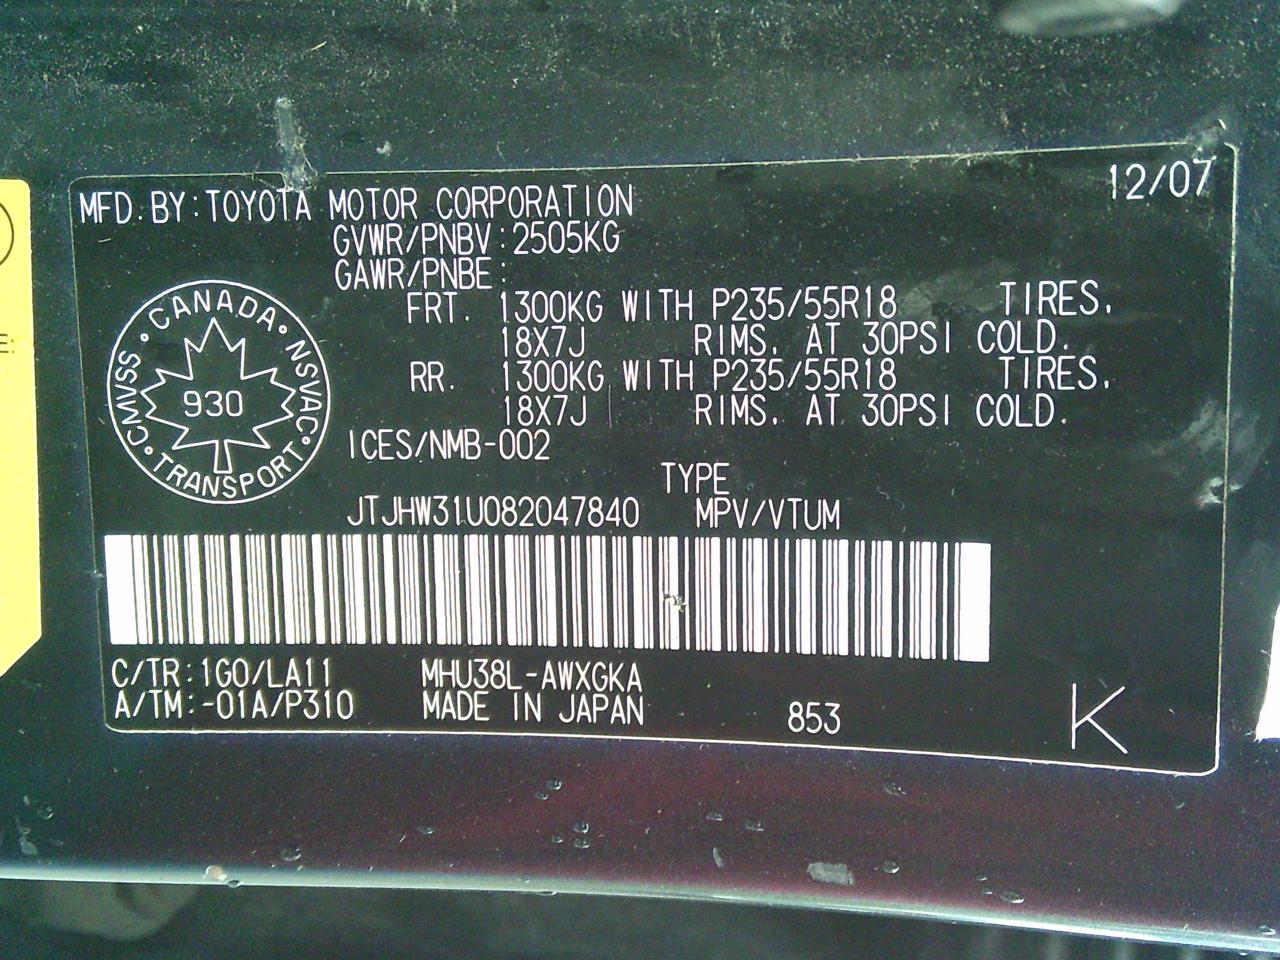 12/07
MFD. BY: TOYOTA MOTOR CORPORATION
GVWR/PNBV: 2505KG
GAWR/PNBE:
FRT. 1300KG WITH P235/55R18 TIRES.
18X7J RIMS. AT 30PSI COLD.
RR. 1300KG WITH P235/55R18 TIRES.
18X7J RIMS. AT 30PSI COLD.
CANADA • NSVAC • TRANSPORT • CMVSS •
930
ICES/NMB-002
TYPE
JTJHW31U082047840 MPV/VTUM
C/TR: 1G0/LA11 MHU38L-AWXGKA
A/TM: -01A/P310 MADE IN JAPAN 853 K
E: